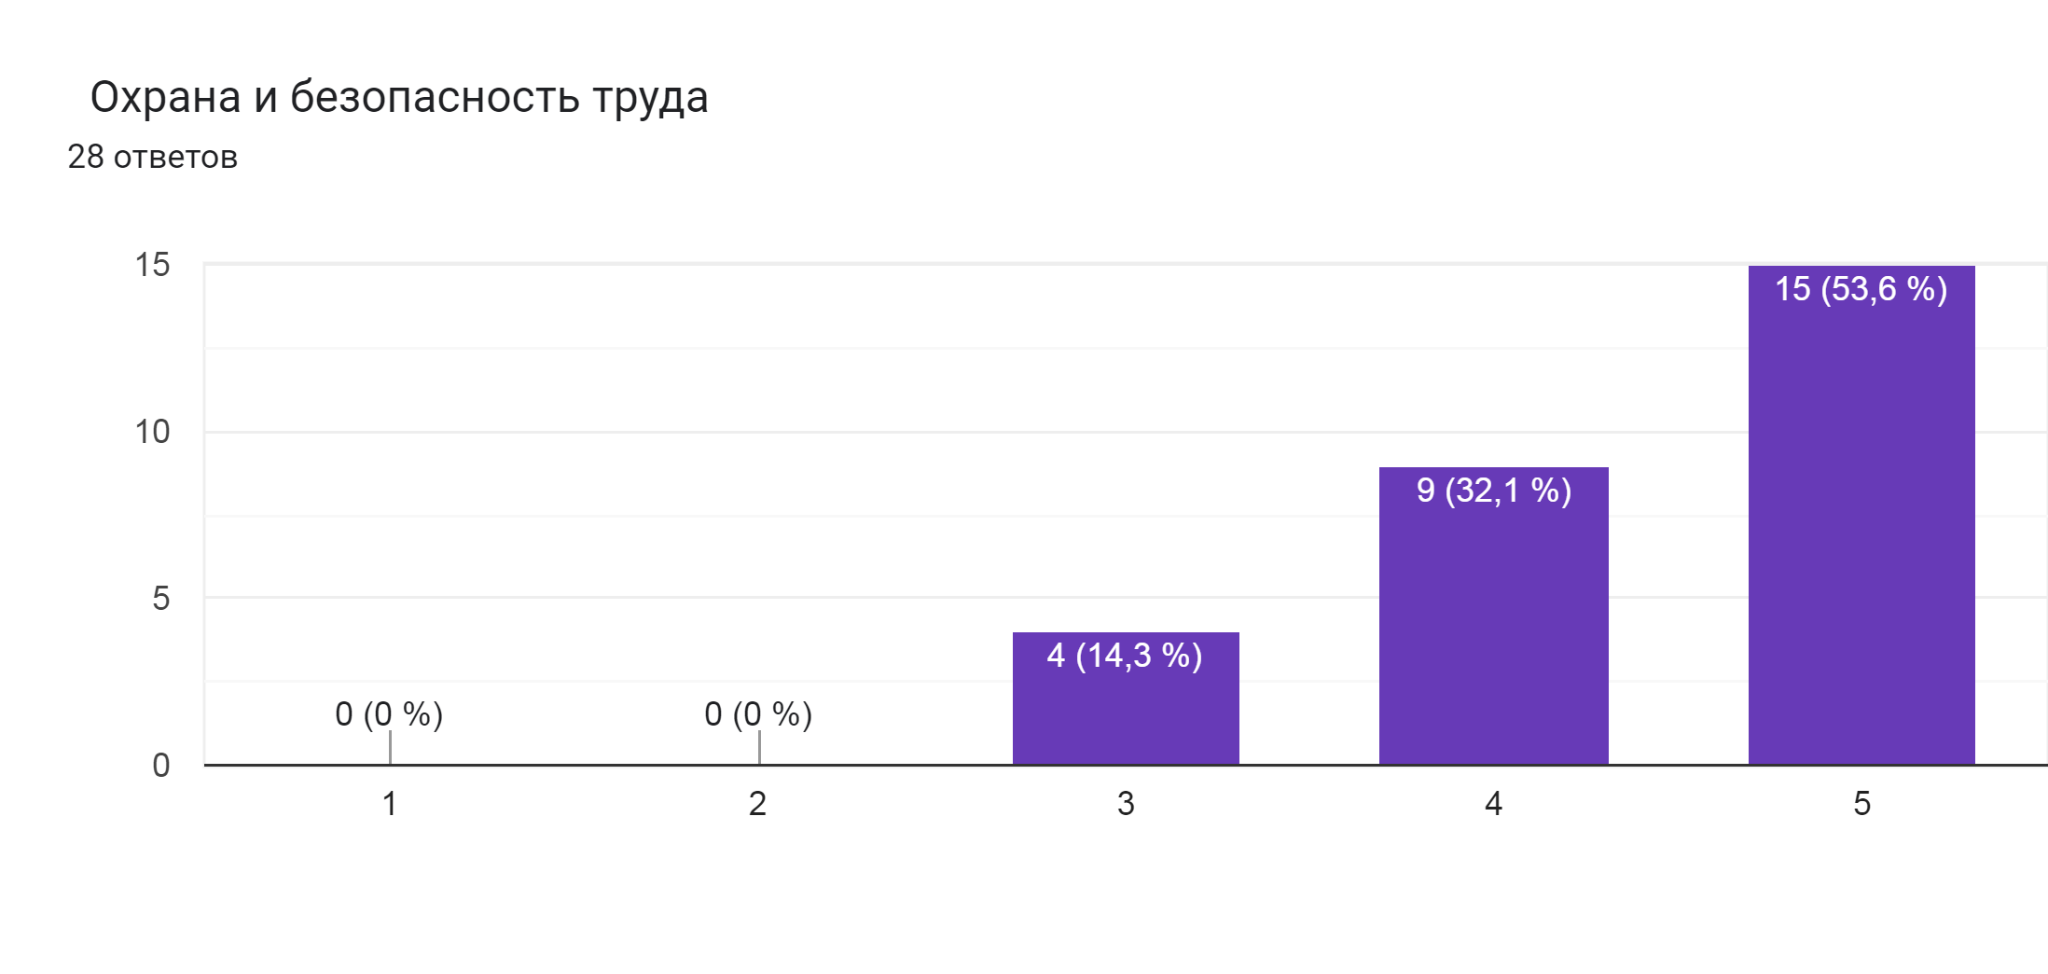 Охрана и безопасность труда
28 ответов
15
10
5
0
0 (0 %)
0 (0 %)
4 (14,3 %)
9 (32,1 %)
15 (53,6 %)
1
2
3
4
5